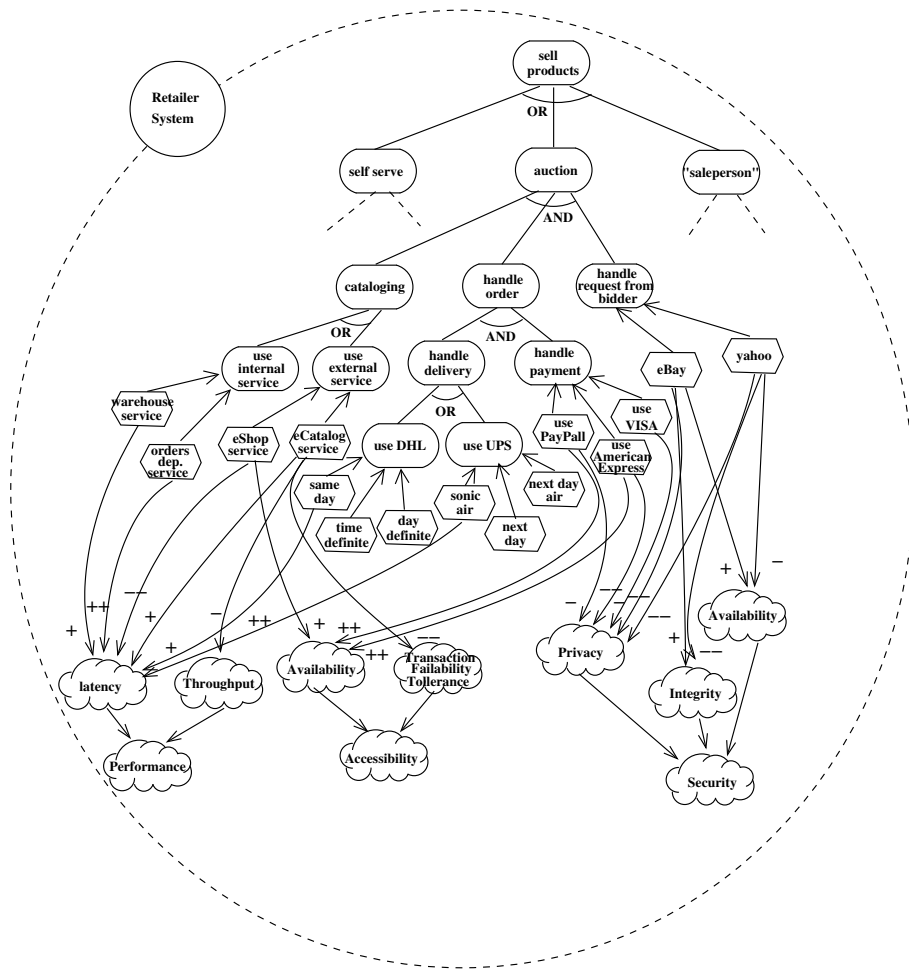 sell
products
Retailer
System
OR
self serve
auction
"saleperson"
AND
cataloging
handle
order
handle
request from
bidder
OR
AND
use
internal
service
use
external
service
handle
delivery
handle
payment
eBay
yahoo
warehouse
service
orders
dep.
service
eShop
service
eCatalog
service
OR
use DHL
use UPS
use
PayPall
use
VISA
use
American
Express
same
day
time
definite
day
definite
sonic
air
next day
air
next
day
+
++
−−
+
+
−
++
+
++
++
−−
−
−−
−
−−
−−
+
−−
+
−
latency
Throughput
Availability
Transaction
Failability
Tollerance
Privacy
Integrity
Availability
Performance
Accessibility
Security